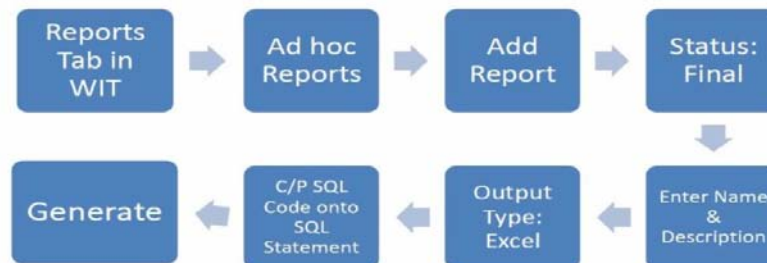 Reports
Tab in
WIT
Ad hoc
Reports
Add
Report
Status:
Final
Enter Name
&
Description
Output
Type:
Excel
C/P SQL
Code onto
SQL
Statement
Generate